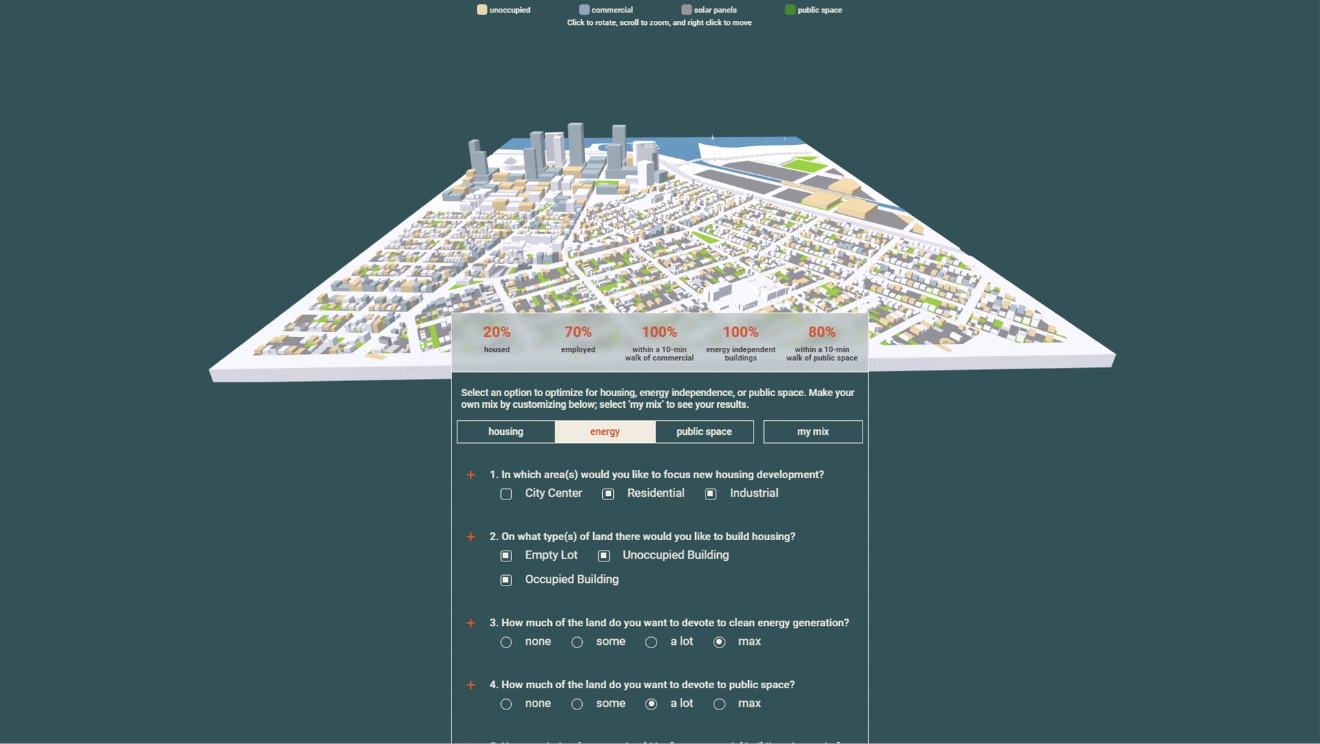 unoccupied commercial solar panels public space
Click to rotate, scroll to zoom, and right click to move
20% 70% 100% 100% 80%
housed employed within a 10-min energy independent within a 10-min
walk of commercial buildings walk of public space
Select an option to optimize for housing, energy independence, or public space. Make your
own mix by customizing below; select 'my mix' to see your results.
housing energy public space my mix
+ 1. In which area(s) would you like to focus new housing development?
City Center Residential Industrial
+ 2. On what type(s) of land there would you like to build housing?
Empty Lot Unoccupied Building
Occupied Building
+ 3. How much of the land do you want to devote to clean energy generation?
none some a lot max
+ 4. How much of the land do you want to devote to public space?
none some a lot max